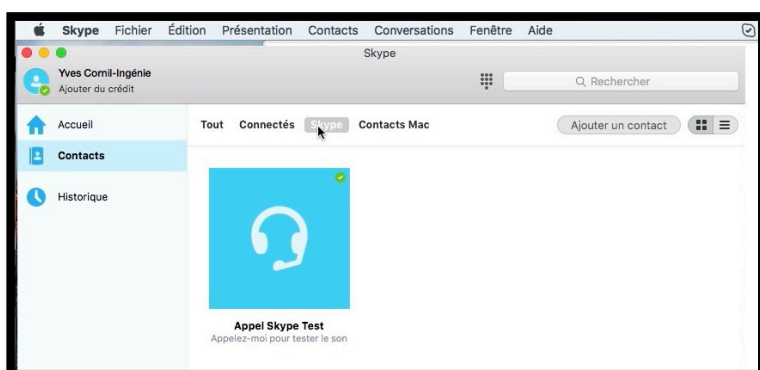 Skype Fichier Édition Présentation Contacts Conversations Fenêtre Aide
Skype
Yves Cornil-Ingénie
Ajouter du crédit
Rechercher
Accueil
Contacts
Historique
Tout Connectés Skype Contacts Mac
Ajouter un contact
Appel Skype Test
Appelez-moi pour tester le son